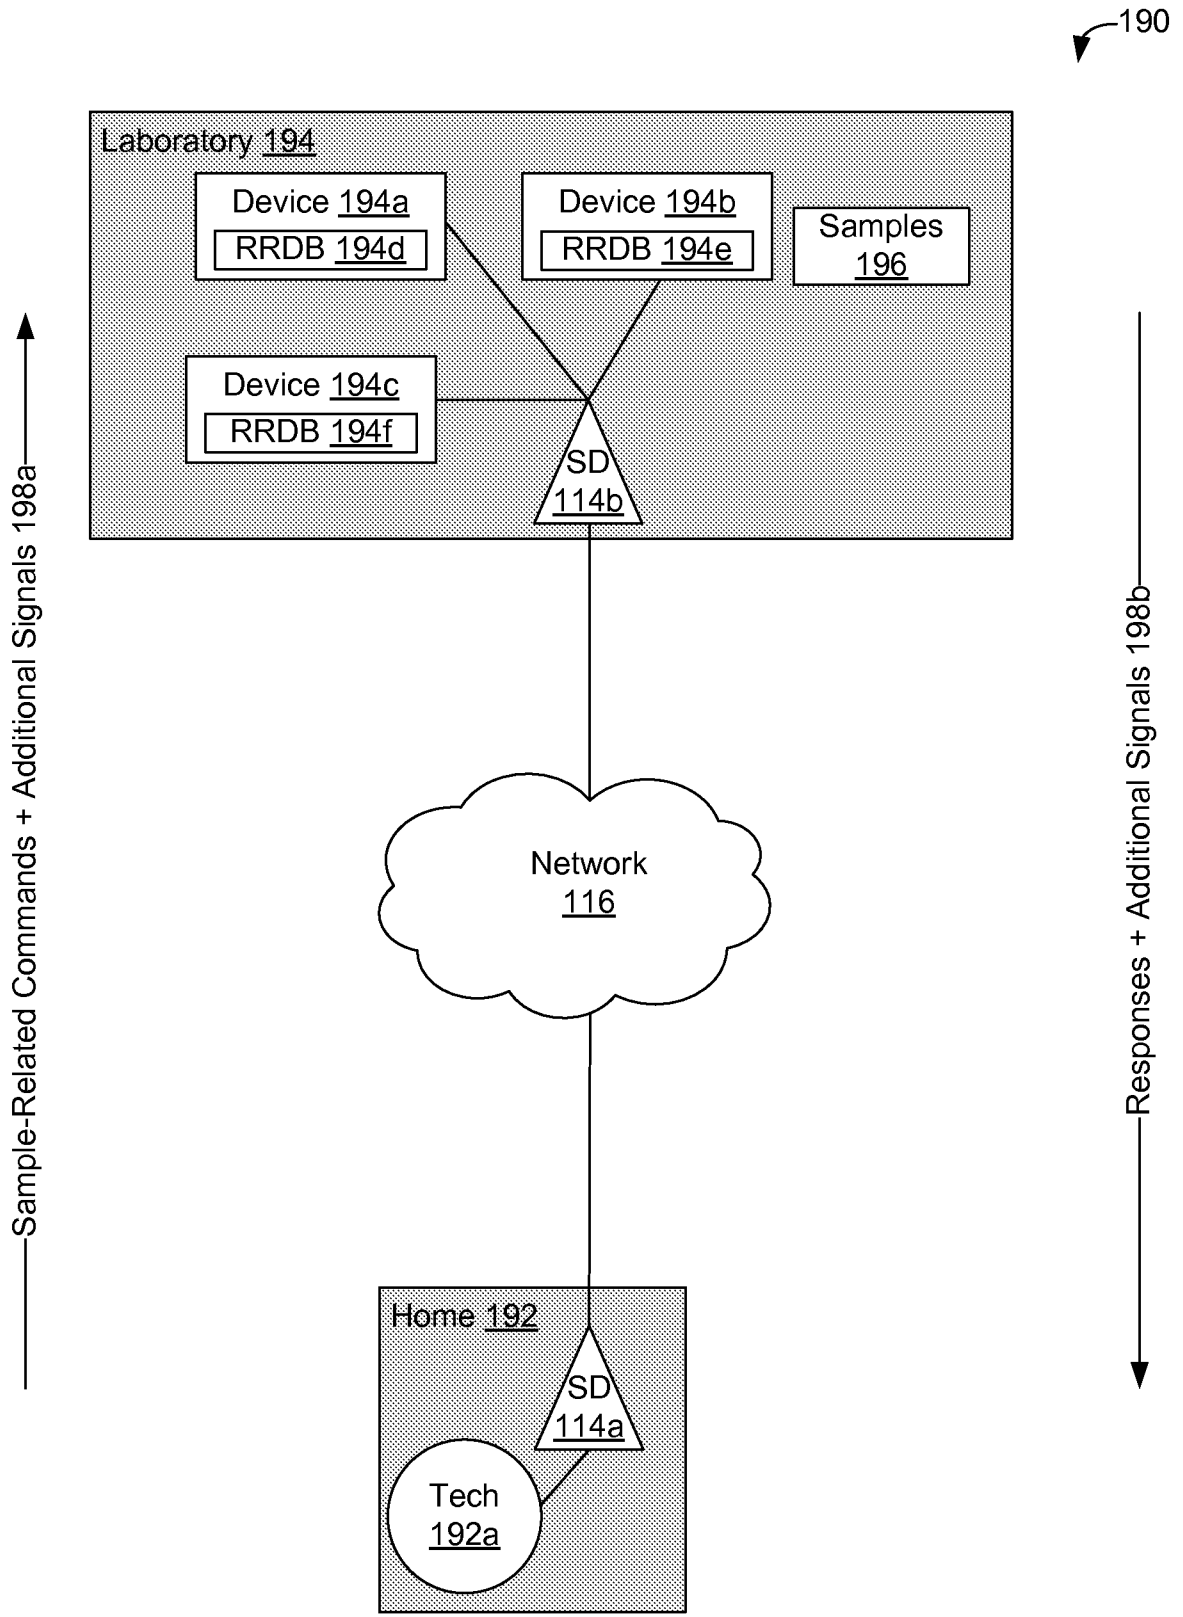 190
Laboratory 194
Device 194a
RRDB 194d
Device 194b
RRDB 194e
Samples
196
Device 194c
RRDB 194f
SD
114b
Sample-Related Commands + Additional Signals 198a
Responses + Additional Signals 198b
Network
116
Home 192
SD
114a
Tech
192a